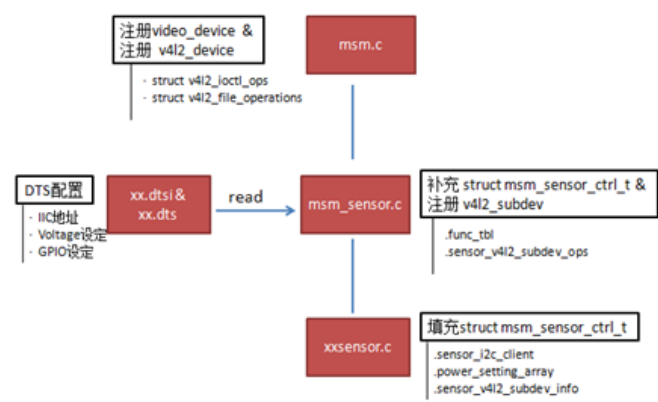 注册video_device &
注册 v4l2_device
· struct v4l2_ioctl_ops
· struct v4l2_file_operations
msm.c
DTS配置
· IIC地址
· Voltage设定
· GPIO设定
xx.dtsi &
xx.dts
read
msm_sensor.c
补充 struct msm_sensor_ctrl_t &
注册 v4l2_subdev
.func_tbl
.sensor_v4l2_subdev_ops
xxsensor.c
填充struct msm_sensor_ctrl_t
.sensor_i2c_client
.power_setting_array
.sensor_v4l2_subdev_info